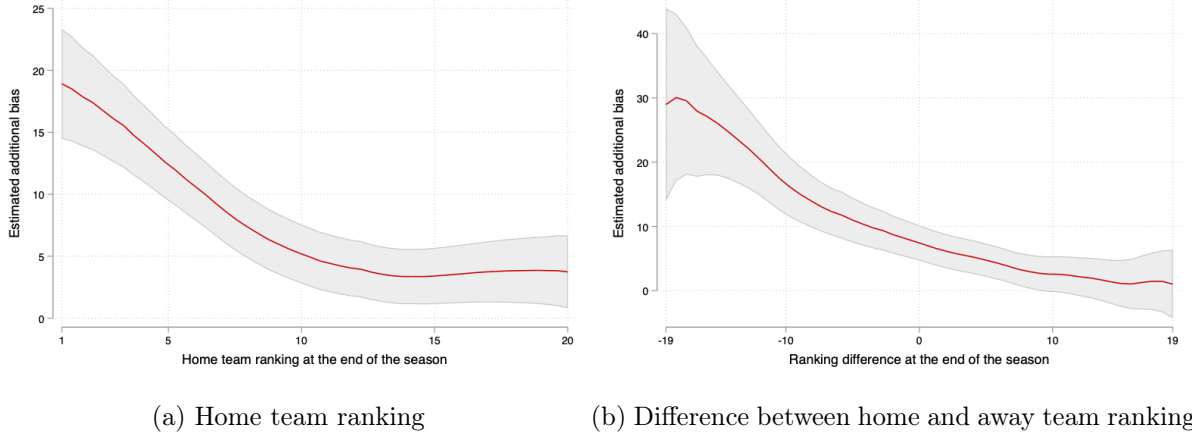 25
20
15
10
5
0
Estimated additional bias
1 5 10 15 20
Home team ranking at the end of the season
(a) Home team ranking
40
30
20
10
0
Estimated additional bias
-19 -10 0 10 19
Ranking difference at the end of the season
(b) Difference between home and away team ranking